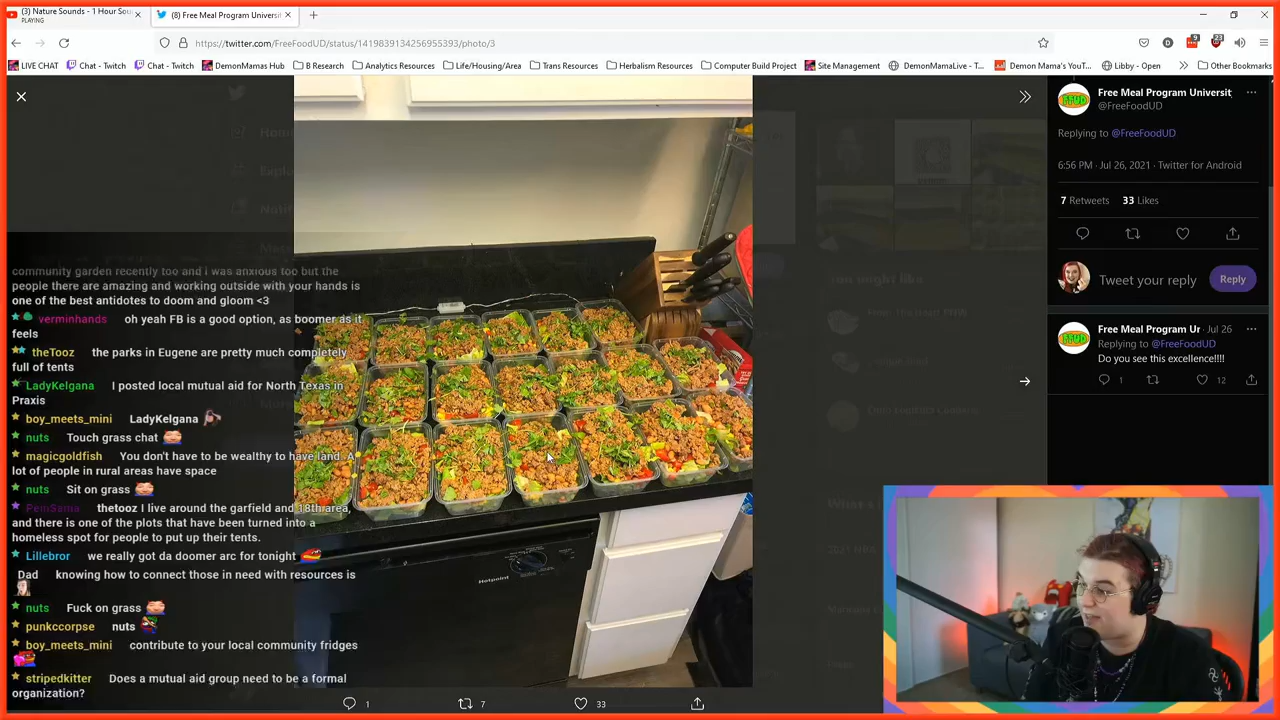 (3) Nature Sounds - 1 Hour Soun
PLAYING
(8) Free Meal Program Universit
https://twitter.com/FreeFoodUD/status/1419839134256955393/photo/3
LIVE CHAT Chat - Twitch Chat - Twitch DemonMamas Hub B Research Analytics Resources Life/Housing/Area Trans Resources Herbalism Resources Computer Build Project Site Management DemonMamaLive - T... Demon Mama's YouT... Libby - Open Other Bookmarks
Free Meal Program Universit
@FreeFoodUD
Replying to @FreeFoodUD
6:56 PM · Jul 26, 2021 · Twitter for Android
7 Retweets 33 Likes
Tweet your reply Reply
Free Meal Program Ur · Jul 26
Replying to @FreeFoodUD
Do you see this excellence!!!!
1 12
community garden recently too and i was anxious too but the
people there are amazing and working outside with your hands is
one of the best antidotes to doom and gloom <3
verminhands oh yeah FB is a good option, as boomer as it
feels
theTooz the parks in Eugene are pretty much completely
full of tents
LadyKelgana I posted local mutual aid for North Texas in
Praxis
boy_meets_mini LadyKelgana
nuts Touch grass chat
magicgoldfish You don't have to be wealthy to have land. A
lot of people in rural areas have space
nuts Sit on grass
PemSama thetooz I live around the garfield and 18th area,
and there is one of the plots that have been turned into a
homeless spot for people to put up their tents.
Lillebror we really got da doomer arc for tonight
Dad knowing how to connect those in need with resources is
nuts Fuck on grass
punkccorpse nuts
boy_meets_mini contribute to your local community fridges
stripedkitter Does a mutual aid group need to be a formal
organization?
Hotpoint
1 7 33